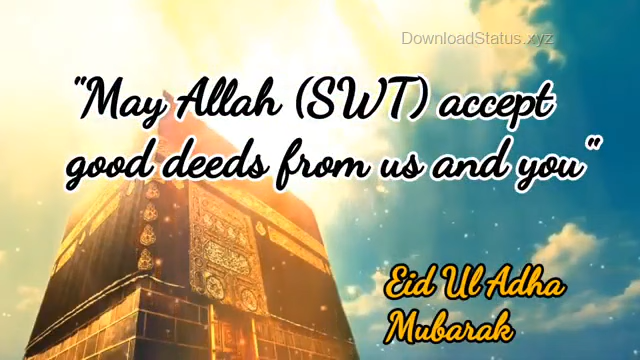 DownloadStatus.xyz
"May Allah (SWT) accept
good deeds from us and you"
Eid Ul Adha
Mubarak